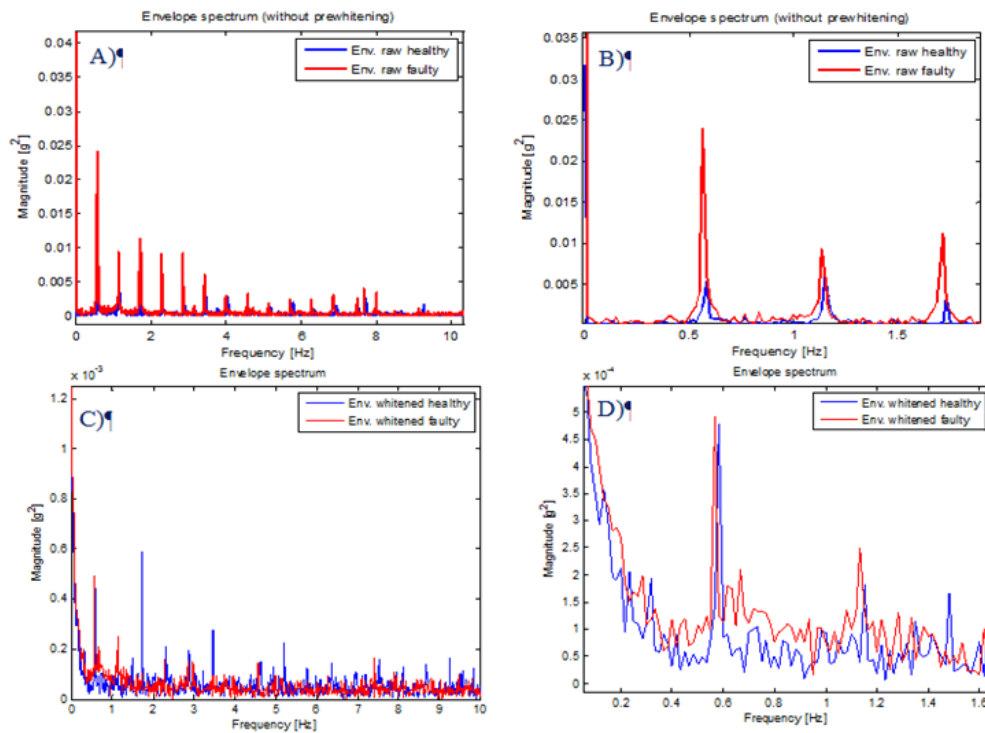 Envelope spectrum (without prewhitening)
A)¶
Env. raw healthy
Env. raw faulty
Magnitude [g²]
0.04
0.035
0.03
0.025
0.02
0.015
0.01
0.005
0
0 2 4 6 8 10
Frequency [Hz]
Envelope spectrum (without prewhitening)
B)¶
Env. raw healthy
Env. raw faulty
Magnitude [g²]
0.035
0.03
0.025
0.02
0.015
0.01
0.005
0 0.5 1 1.5
Frequency [Hz]
x 10⁻³
Envelope spectrum
C)¶
Env. whitened healthy
Env. whitened faulty
Magnitude [g²]
1.2
1
0.8
0.6
0.4
0.2
0
0 1 2 3 4 5 6 7 8 9 10
Frequency [Hz]
x 10⁻⁴
Envelope spectrum
D)¶
Env. whitened healthy
Env. whitened faulty
Magnitude [g²]
5
4.5
4
3.5
3
2.5
2
1.5
1
0.5
0
0.2 0.4 0.6 0.8 1 1.2 1.4 1.6
Frequency [Hz]